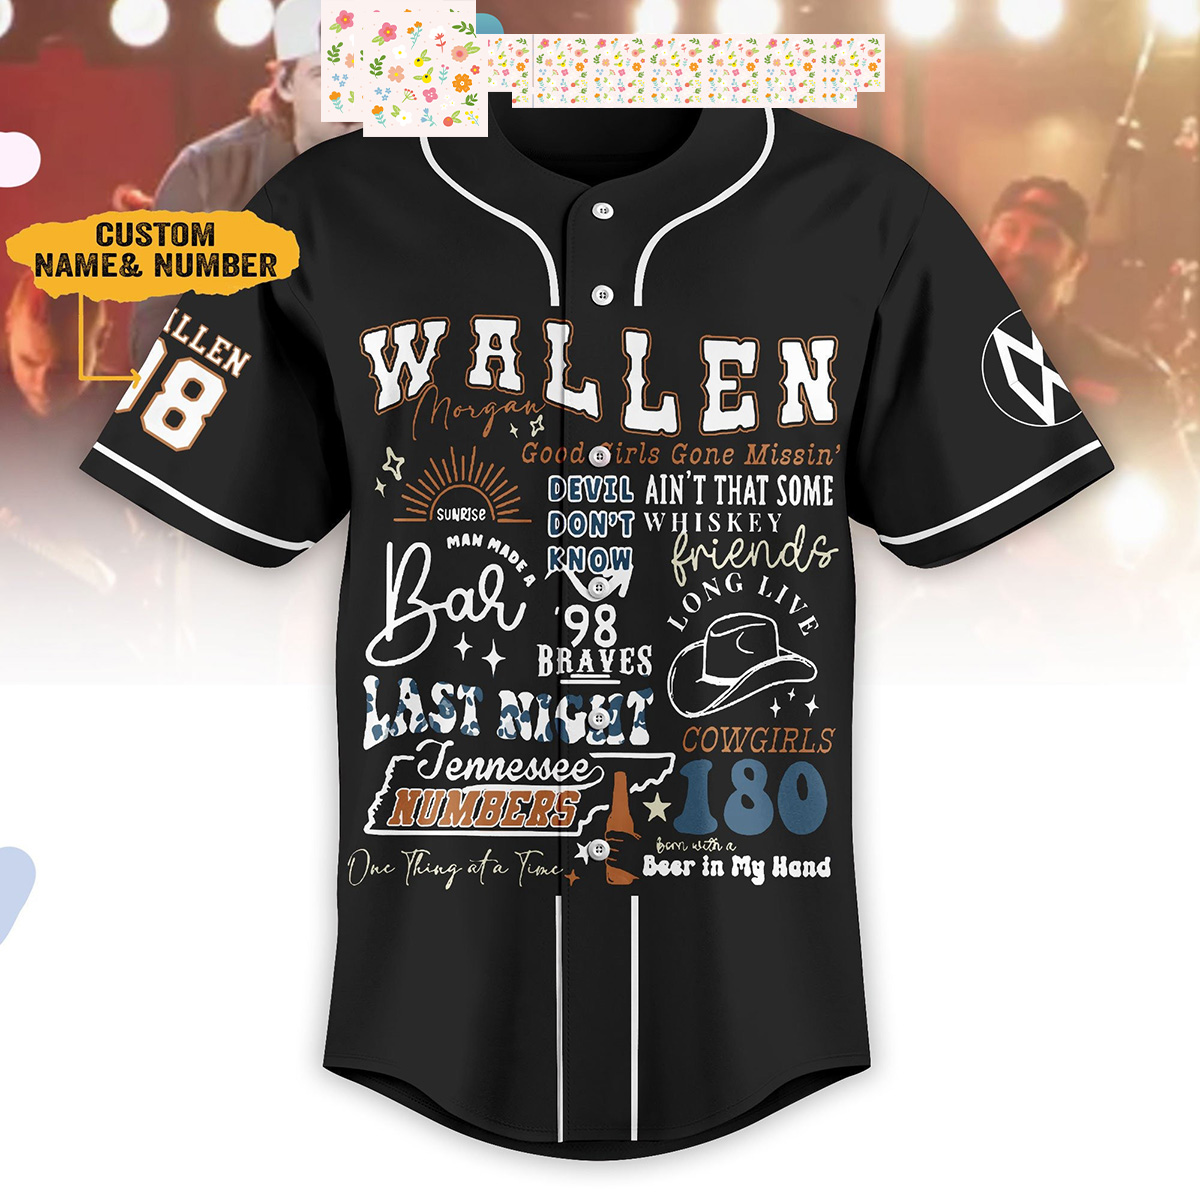 CUSTOM
NAME& NUMBER
98
WALLEN
Morgan
Good Girls Gone Missin'
SUNRISE
DEVIL
DON'T
KNOW
AIN'T THAT SOME
WHISKEY
friends
MAN MADE A
Bar
'98
BRAVES
LONG LIVE
COWGIRLS
LAST NIGHT
Tennessee
NUMBERS
180
One Thing at a Time
Born with a
Beer in My Hand